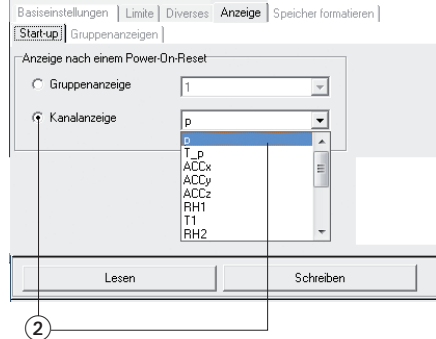 Basiseinstellungen | Limite | Diverses Anzeige Speicher formatieren |
Start-up Gruppenanzeigen |
Anzeige nach einem Power-On-Reset
Gruppenanzeige 1
Kanalanzeige p
p
T_p
ACCx
ACCy
ACCz
RH1
T1
RH2
Lesen Schreiben
2